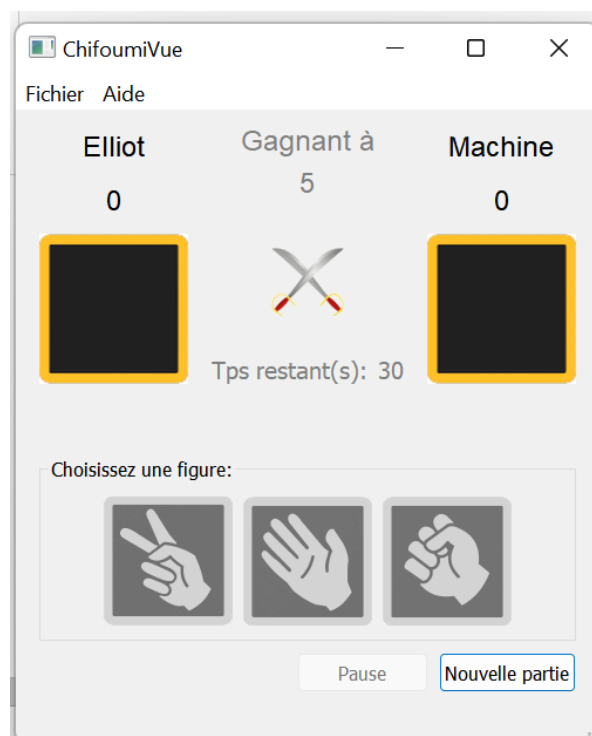 ChifoumiVue
Fichier Aide
Elliot
Gagnant à
Machine
0
5
0
Tps restant(s): 30
Choisissez une figure:
Pause
Nouvelle partie